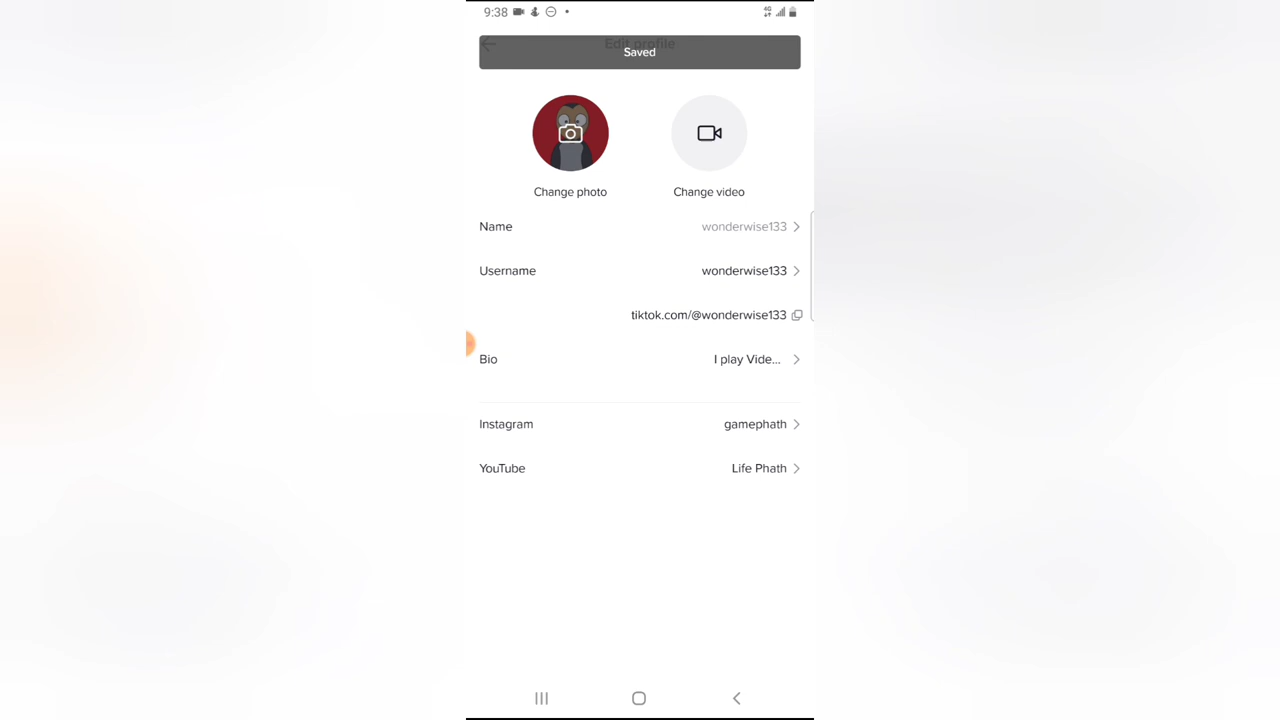 9:38
4G
Edit profile
Saved
Change photo
Change video
Name wonderwise133
Username wonderwise133
tiktok.com/@wonderwise133
Bio I play Vide...
Instagram gamephath
YouTube Life Phath